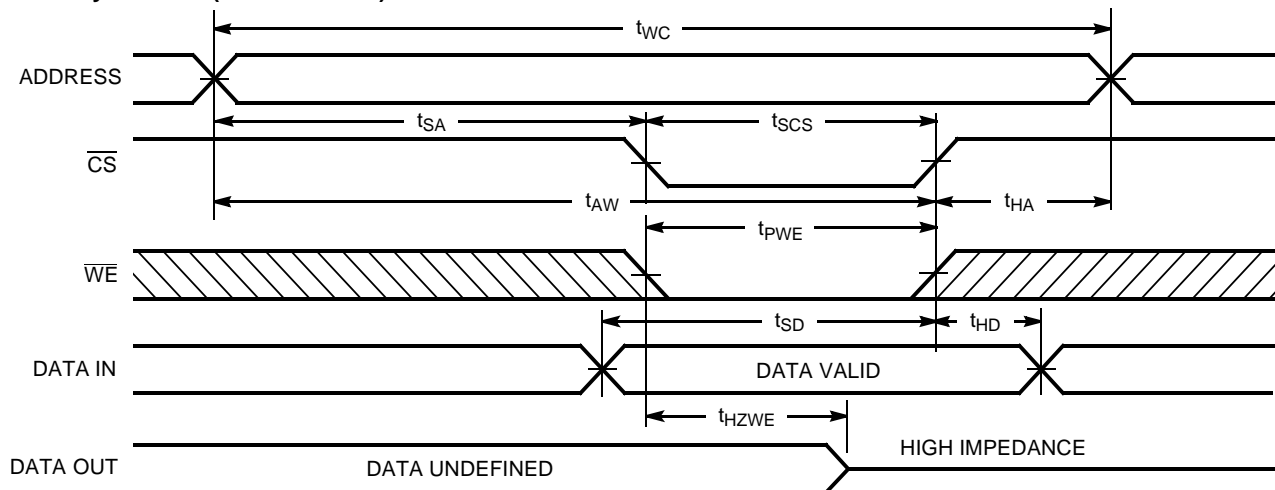 tWC
ADDRESS
tSA
tSCS
CS
tAW
tHA
tPWE
WE
tSD
tHD
DATA IN
DATA VALID
tHZWE
HIGH IMPEDANCE
DATA OUT
DATA UNDEFINED